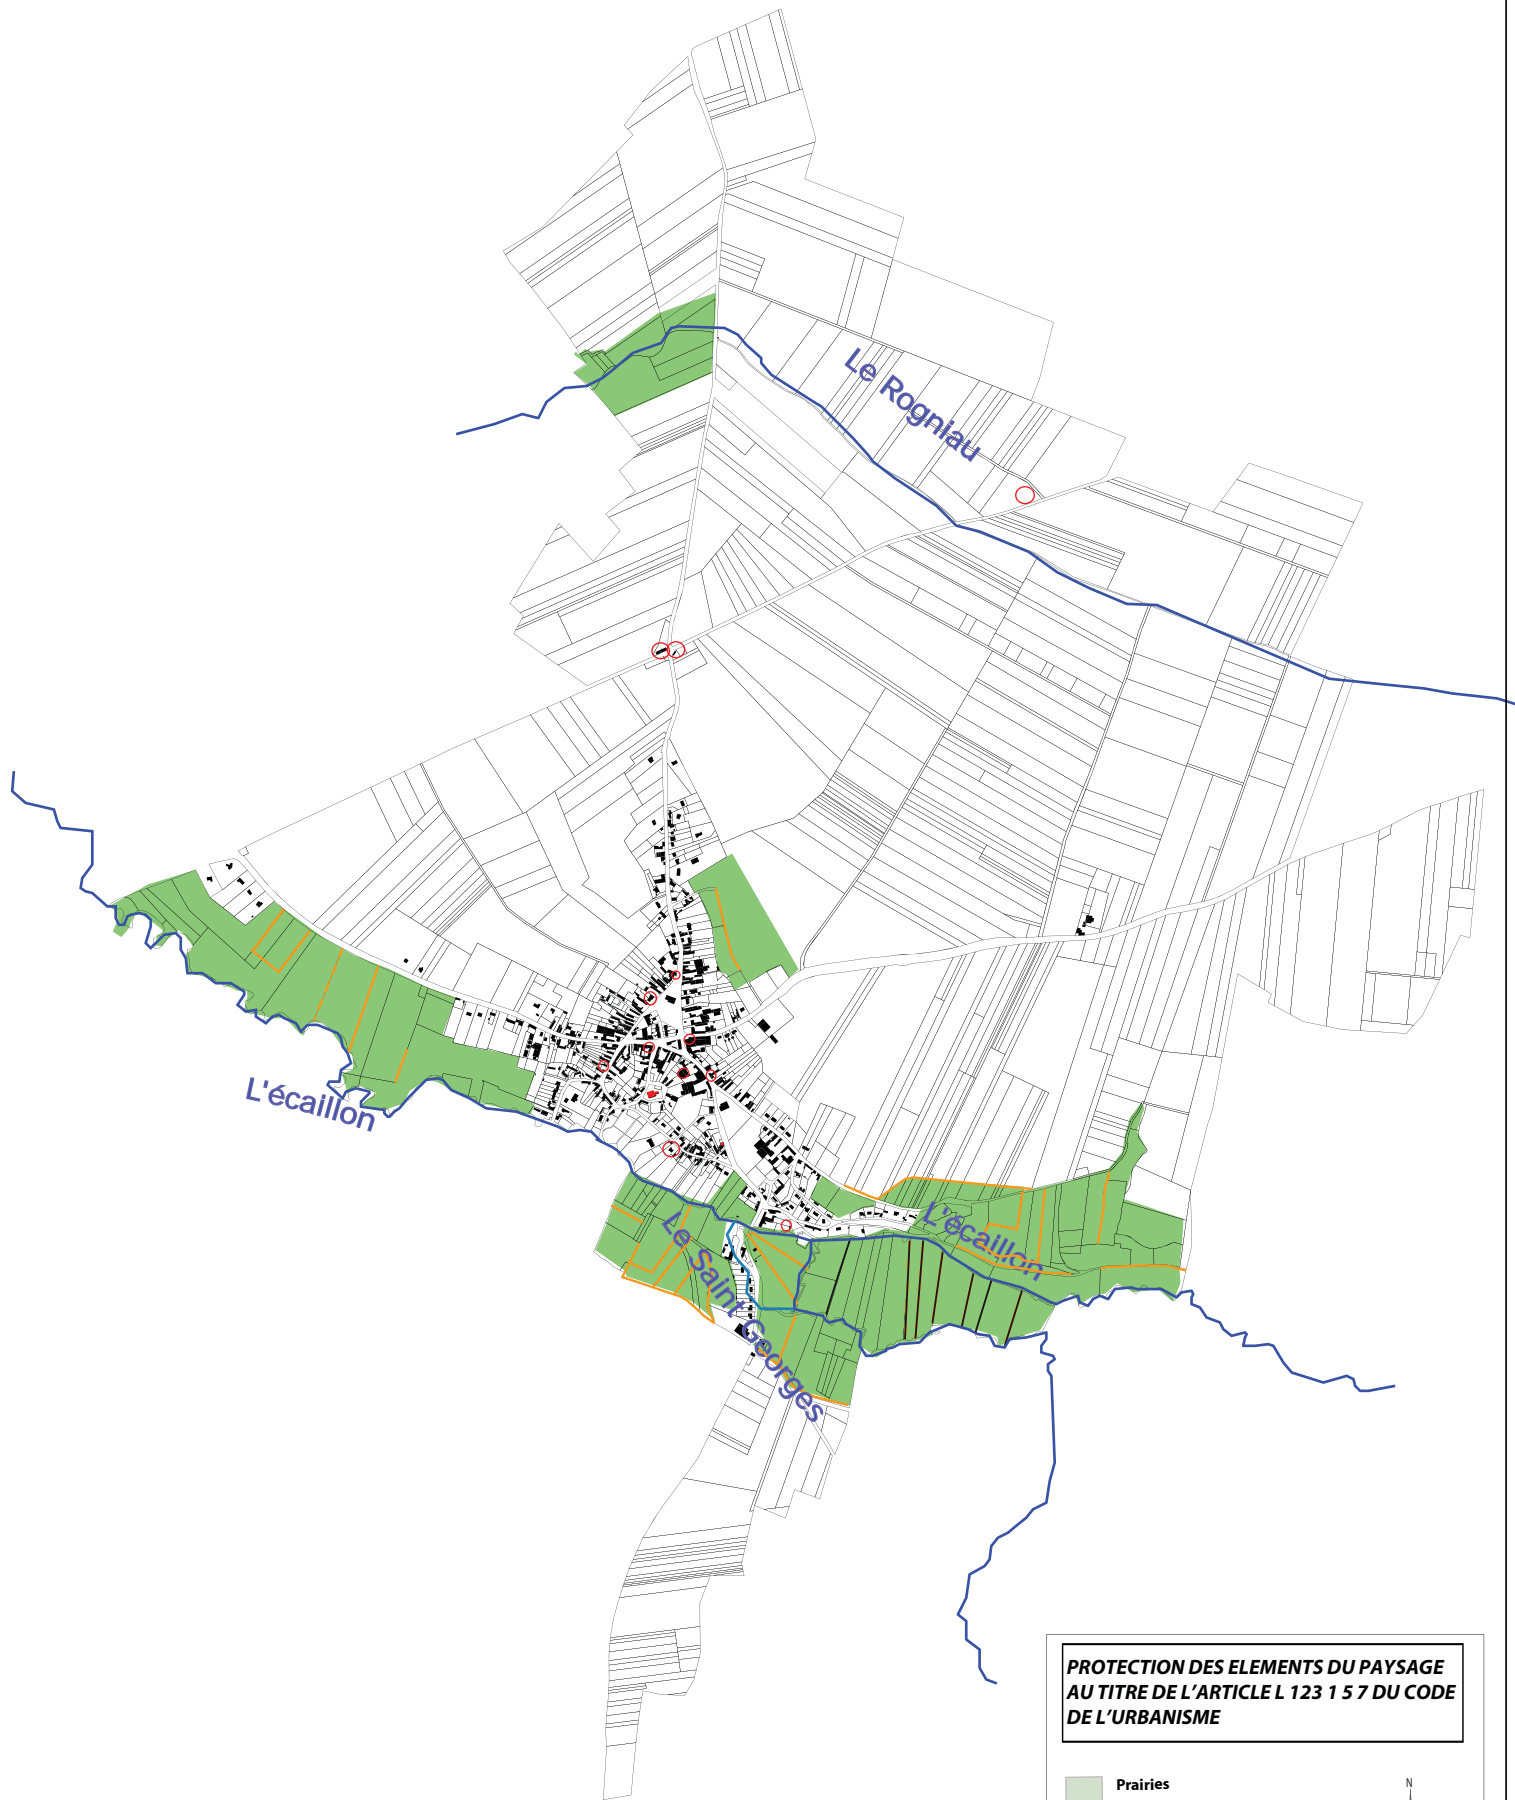 Le Rogniau
L'écaillon
L'écaillon
Le Saint Georges
PROTECTION DES ELEMENTS DU PAYSAGE
AU TITRE DE L'ARTICLE L 123 1 5 7 DU CODE
DE L'URBANISME
Prairies
N